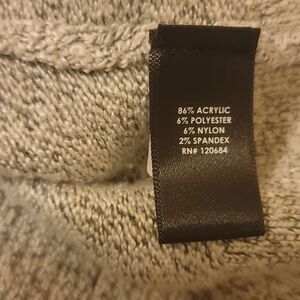 86% ACRYLIC
6% POLYESTER
6% NYLON
2% SPANDEX
RN# 120684